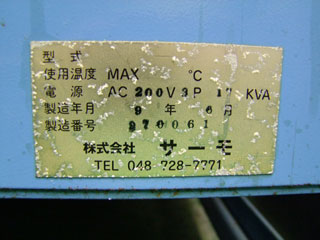 型式
使用温度 MAX ℃
電源 AC 200V 3P KVA
製造年月 9年 6月
製造番号 970061
株式会社 サーモ
TEL 048 728-7771